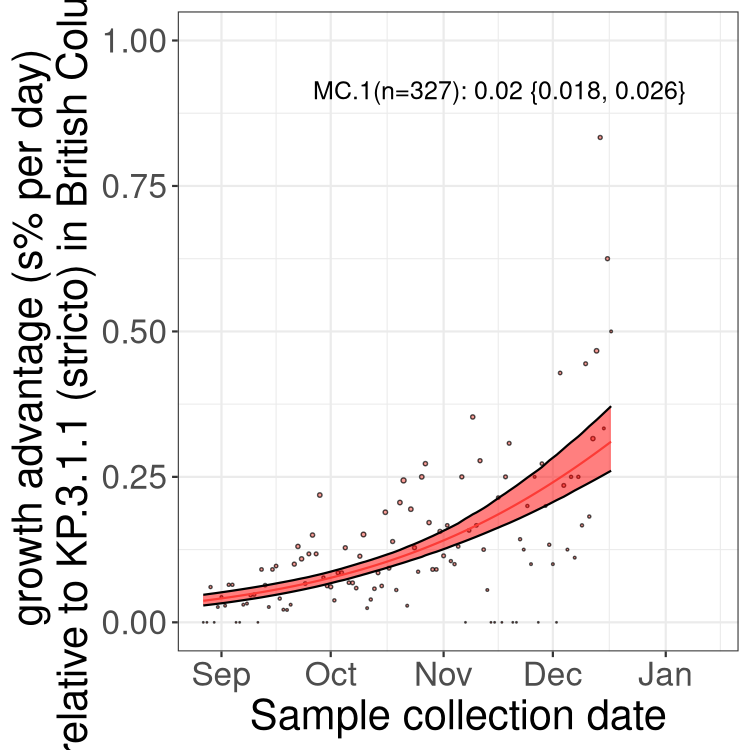 growth advantage (s% per day)
relative to KP.3.1.1 (stricto) in British Colu
1.00
0.75
0.50
0.25
0.00
MC.1(n=327): 0.02 {0.018, 0.026}
Sep Oct Nov Dec Jan
Sample collection date